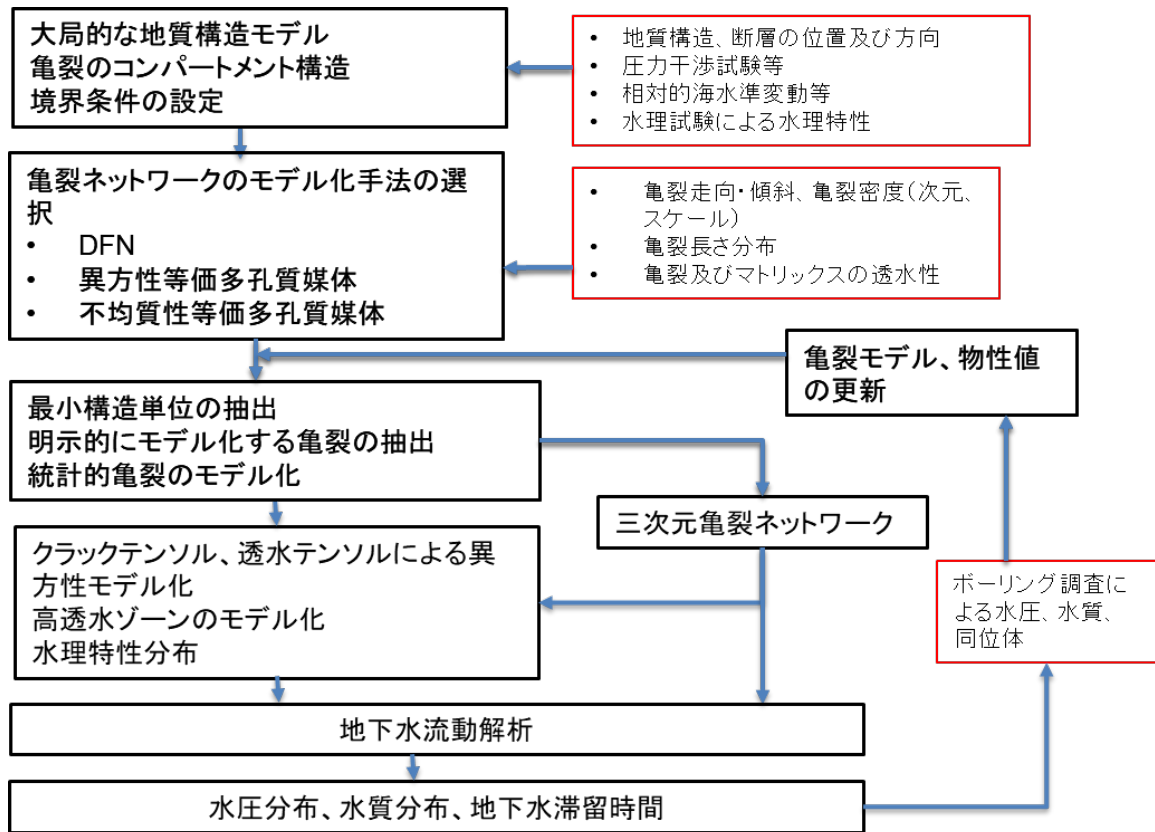 大局的な地質構造モデル
亀裂のコンパートメント構造
境界条件の設定
• 地質構造、断層の位置及び方向
• 圧力干渉試験等
• 相対的海水準変動等
• 水理試験による水理特性
亀裂ネットワークのモデル化手法の選
択
• DFN
• 異方性等価多孔質媒体
• 不均質性等価多孔質媒体
• 亀裂走向・傾斜、亀裂密度(次元、
スケール)
• 亀裂長さ分布
• 亀裂及びマトリックスの透水性
亀裂モデル、物性値
の更新
最小構造単位の抽出
明示的にモデル化する亀裂の抽出
統計的亀裂のモデル化
三次元亀裂ネットワーク
クラックテンソル、透水テンソルによる異
方性モデル化
高透水ゾーンのモデル化
水理特性分布
ボーリング調査に
よる水圧、水質、
同位体
地下水流動解析
水圧分布、水質分布、地下水滞留時間